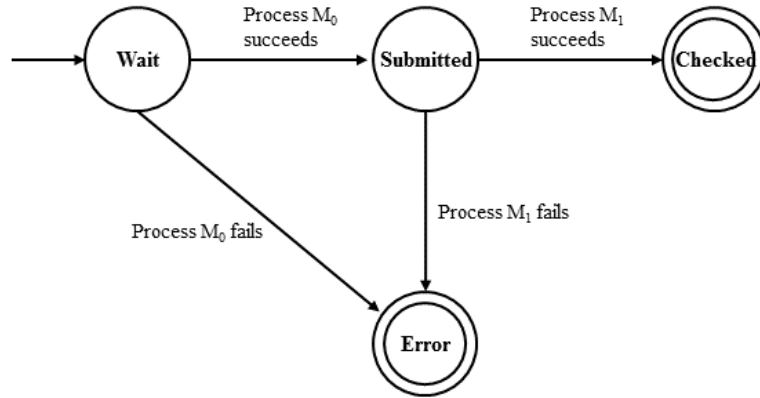 Process M₀
succeeds
Process M₁
succeeds
Wait
Submitted
Checked
Process M₀ fails
Process M₁ fails
Error